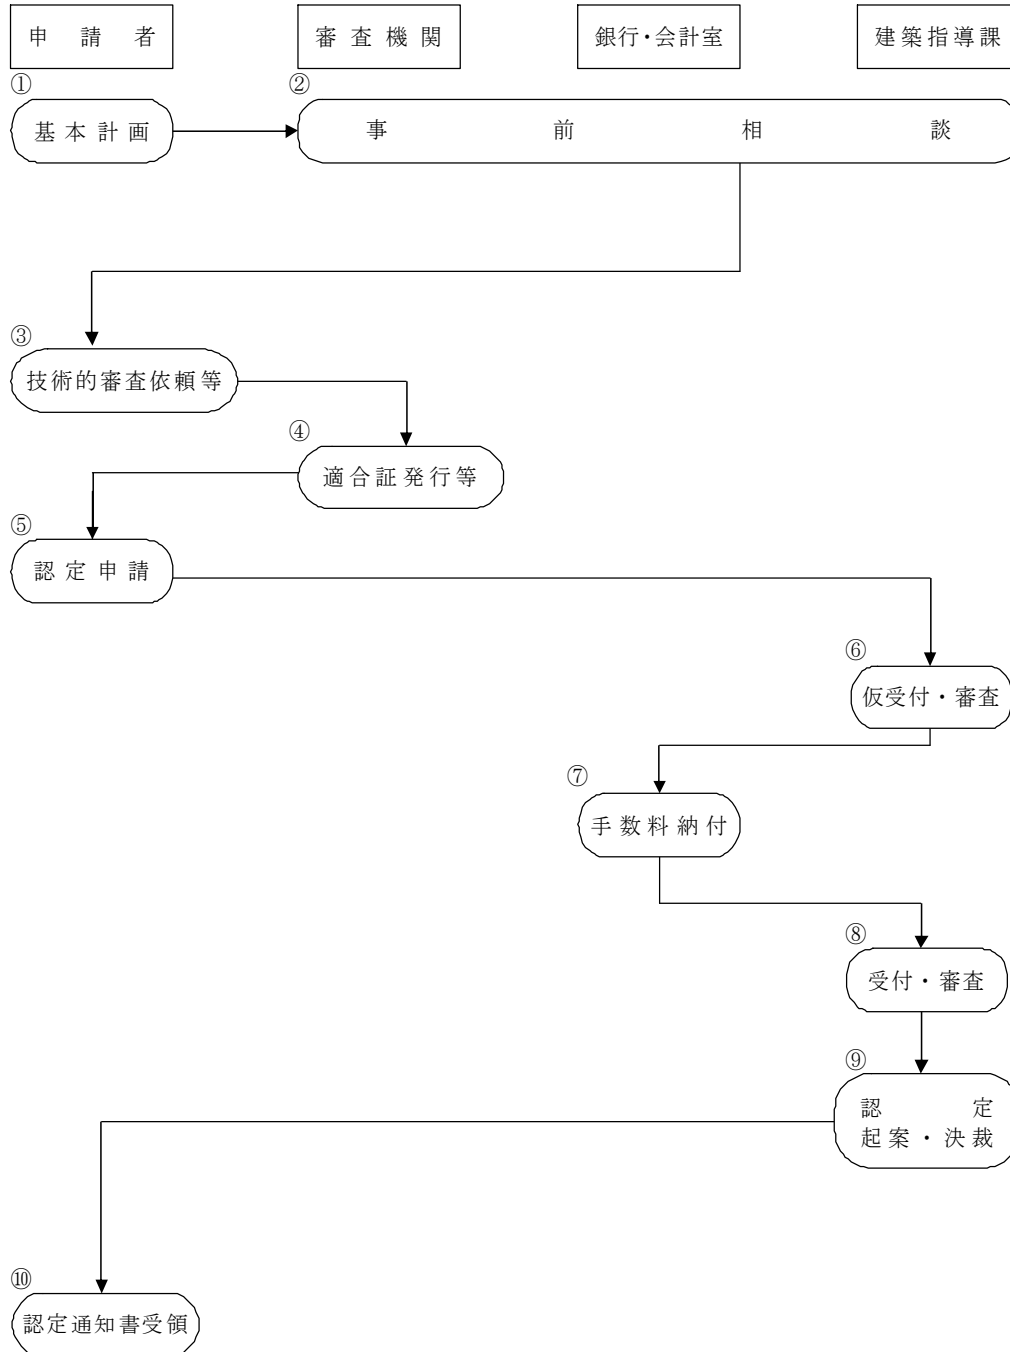 申請者
審査機関
銀行・会計室
建築指導課
①
基本計画
②
事前相談
③
技術的審査依頼等
④
適合証発行等
⑤
認定申請
⑥
仮受付・審査
⑦
手数料納付
⑧
受付・審査
⑨
認定
起案・決裁
⑩
認定通知書受領